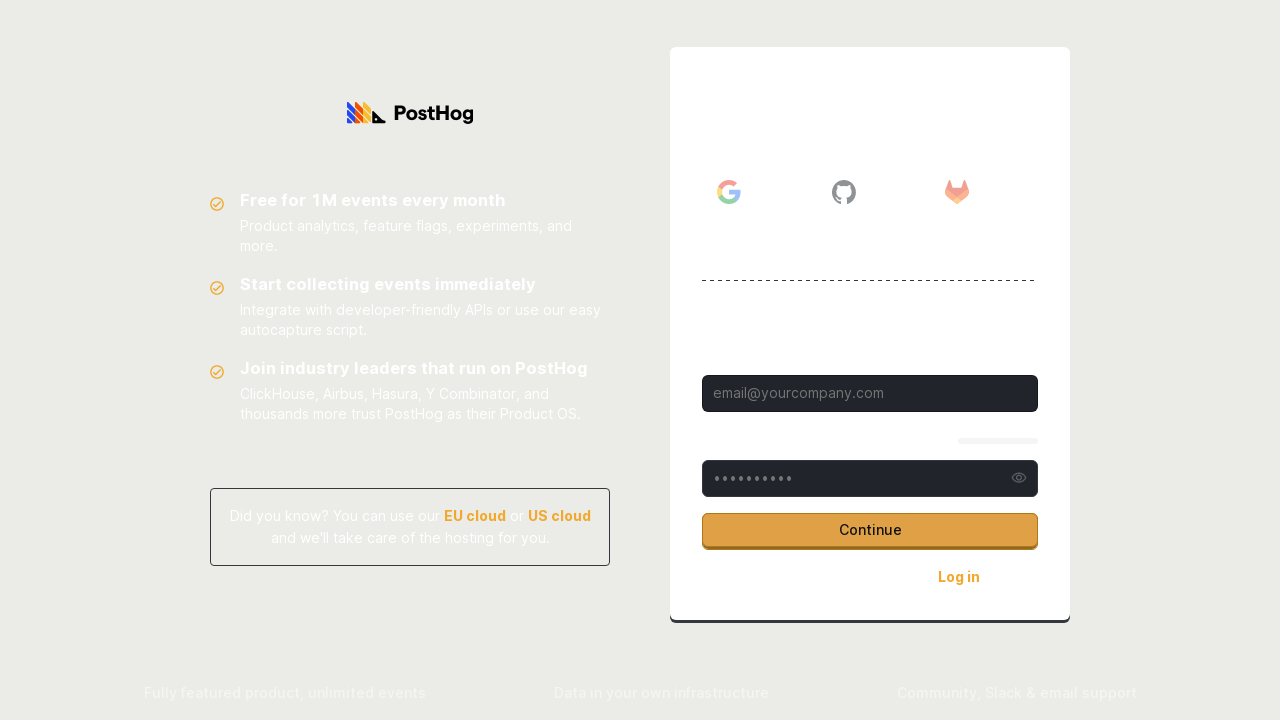 PostHog
Free for 1M events every month
Product analytics, feature flags, experiments, and
more.
Start collecting events immediately
Integrate with developer-friendly APIs or use our easy
autocapture script.
Join industry leaders that run on PostHog
ClickHouse, Airbus, Hasura, Y Combinator, and
thousands more trust PostHog as their Product OS.
Did you know? You can use our EU cloud or US cloud
and we'll take care of the hosting for you.
email@yourcompany.com
••••••••••
Continue
Log in
Fully featured product, unlimited events
Data in your own infrastructure
Community, Slack & email support